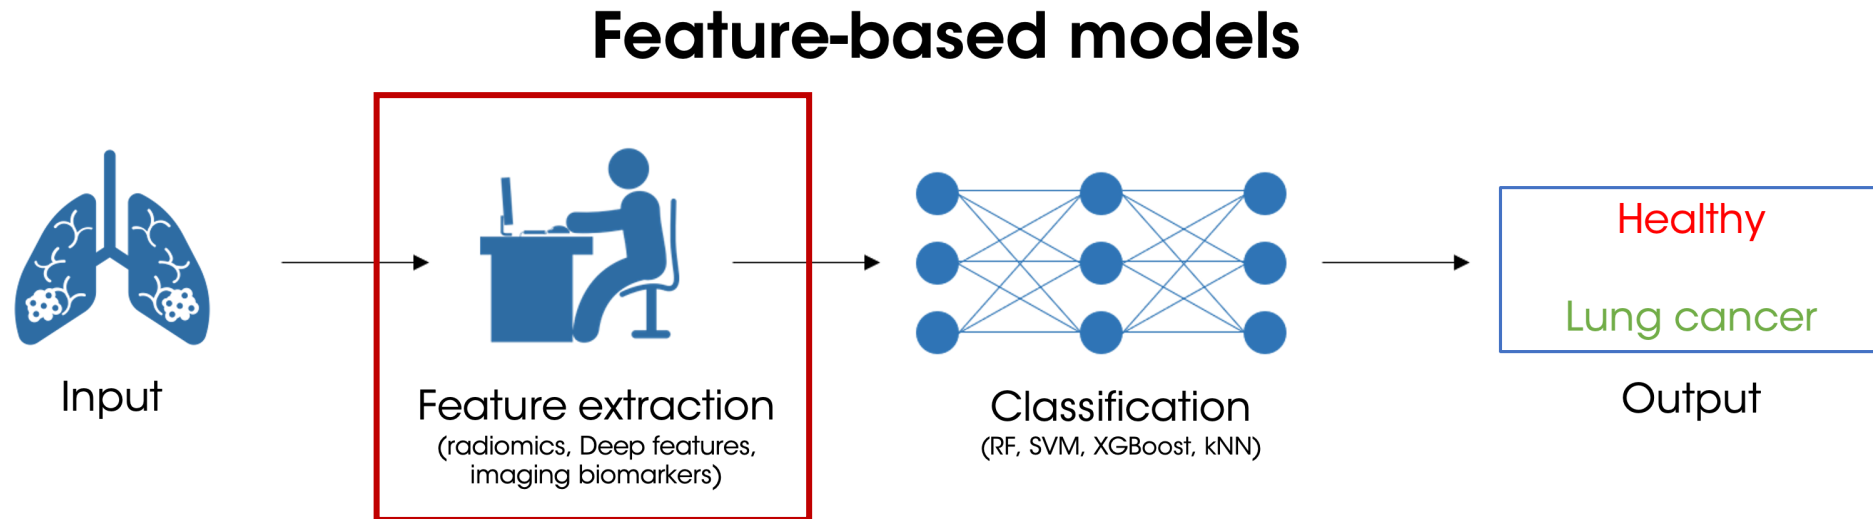 Feature-based models
Input
Feature extraction
(radiomics, Deep features,
imaging biomarkers)
Classification
(RF, SVM, XGBoost, kNN)
Healthy
Lung cancer
Output